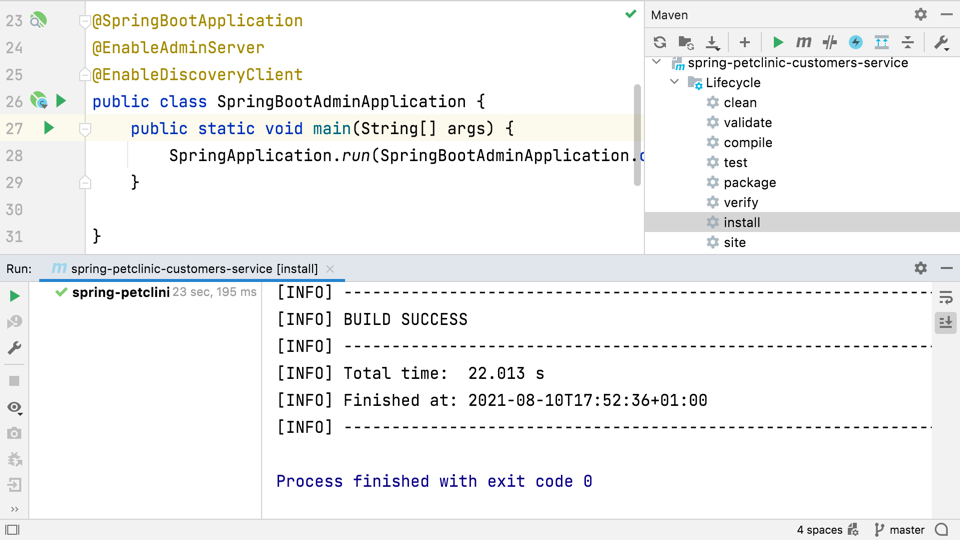 23 @SpringBootApplication
24 @EnableAdminServer
25 @EnableDiscoveryClient
26 public class SpringBootAdminApplication {
27 public static void main(String[] args) {
28 SpringApplication.run(SpringBootAdminApplication.
29 }
30
31 }
Maven
spring-petclinic-customers-service
Lifecycle
clean
validate
compile
test
package
verify
install
site
Run: spring-petclinic-customers-service [install]
spring-petclini 23 sec, 195 ms
[INFO] -------------------------------------------------------------
[INFO] BUILD SUCCESS
[INFO] -------------------------------------------------------------
[INFO] Total time:  22.013 s
[INFO] Finished at: 2021-08-10T17:52:36+01:00
[INFO] -------------------------------------------------------------
Process finished with exit code 0
4 spaces master